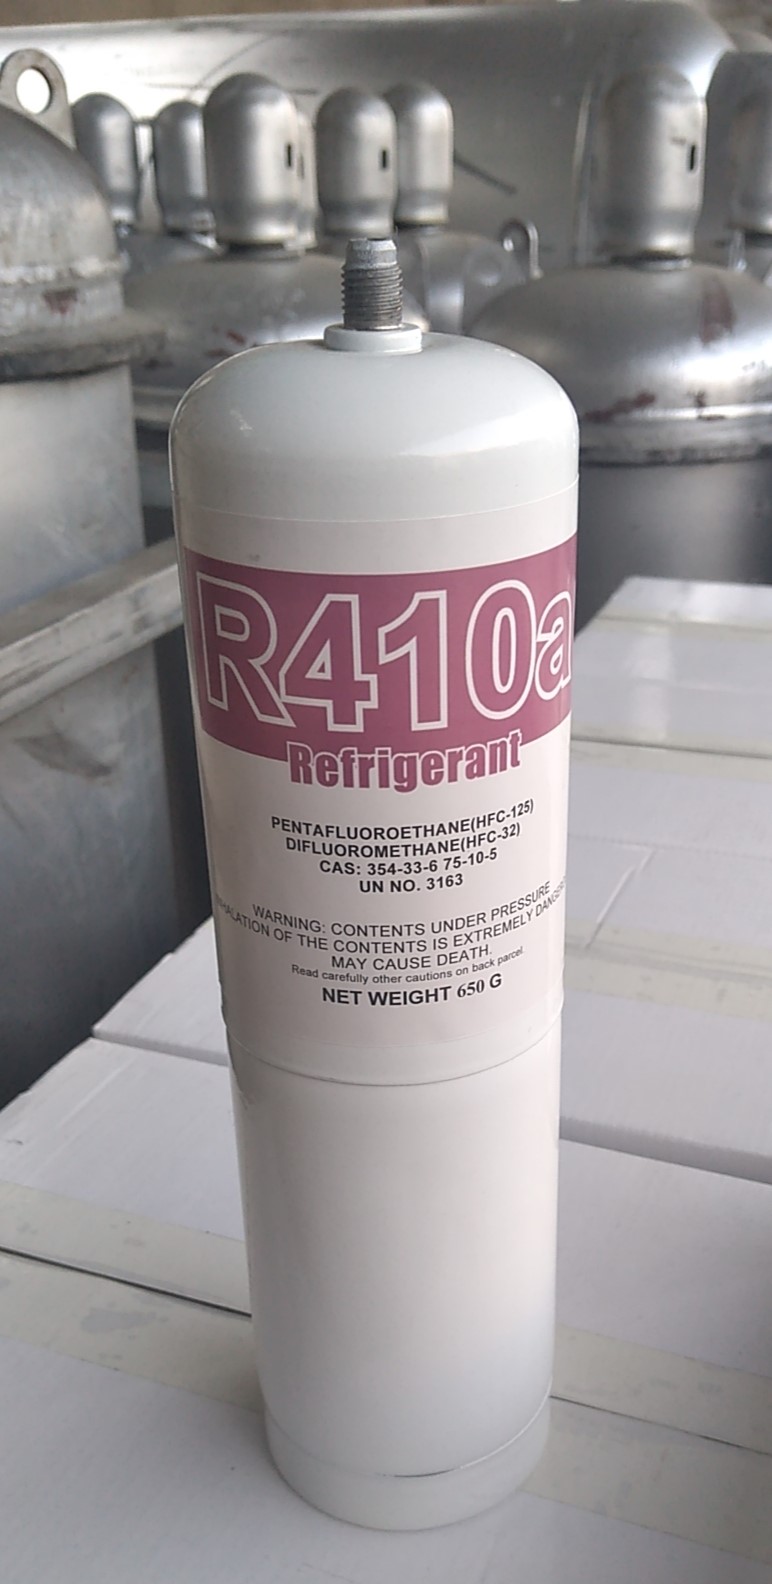 R410a
Refrigerant
PENTAFLUOROETHANE(HFC-125)
DIFLUOROMETHANE(HFC-32)
CAS: 354-33-6 75-10-5
UN NO. 3163
WARNING: CONTENTS UNDER PRESSURE
OF THE CONTENTS IS EXTREMELY
MAY CAUSE DEATH.
Read carefully other cautions on back parcel.
NET WEIGHT 650 G